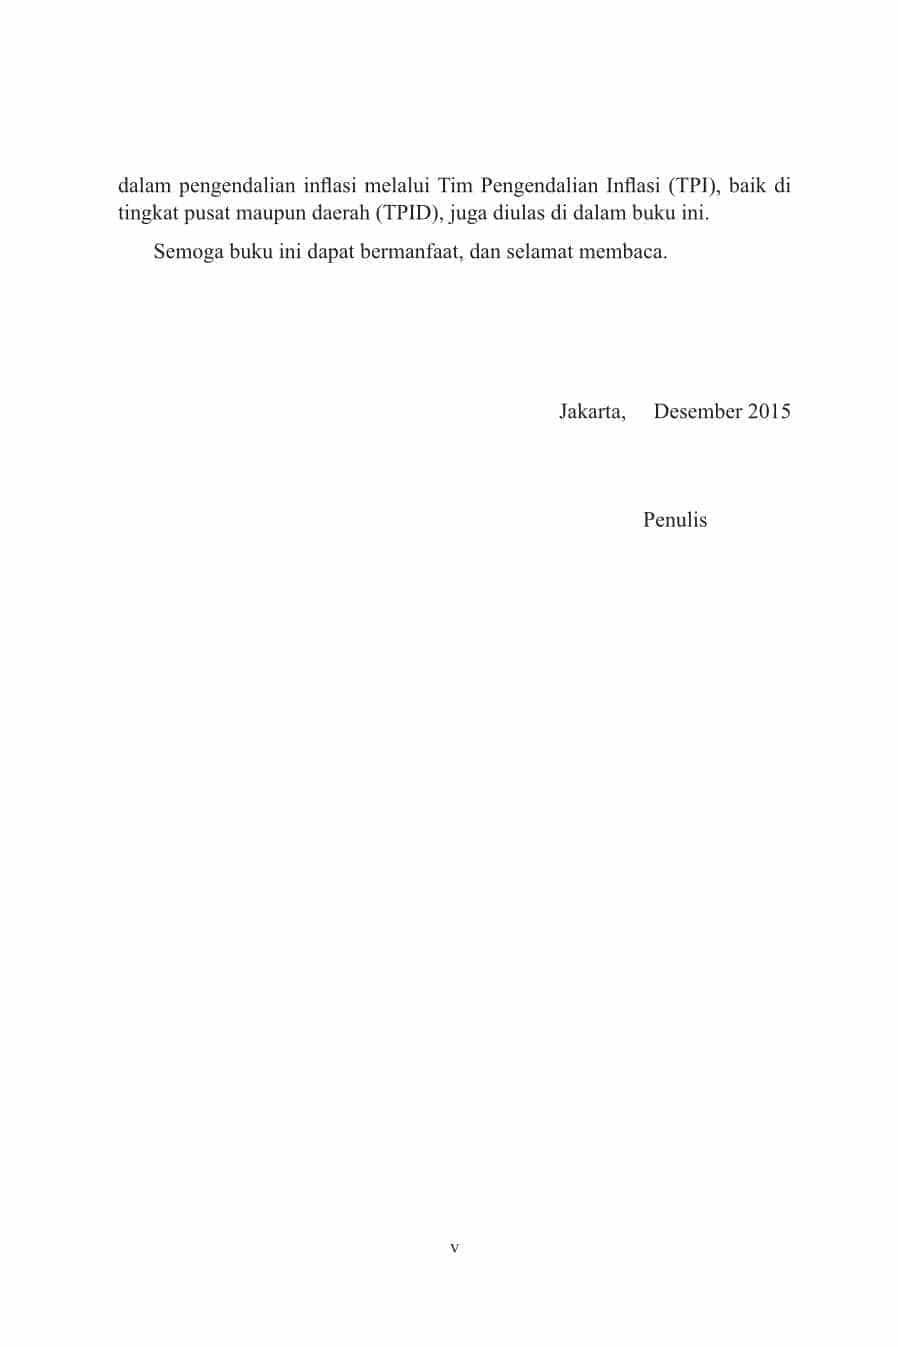 dalam pengendalian inflasi melalui Tim Pengendalian Inflasi (TPI), baik di
tingkat pusat maupun daerah (TPID), juga diulas di dalam buku ini.
Semoga buku ini dapat bermanfaat, dan selamat membaca.
Jakarta, Desember 2015
Penulis
v